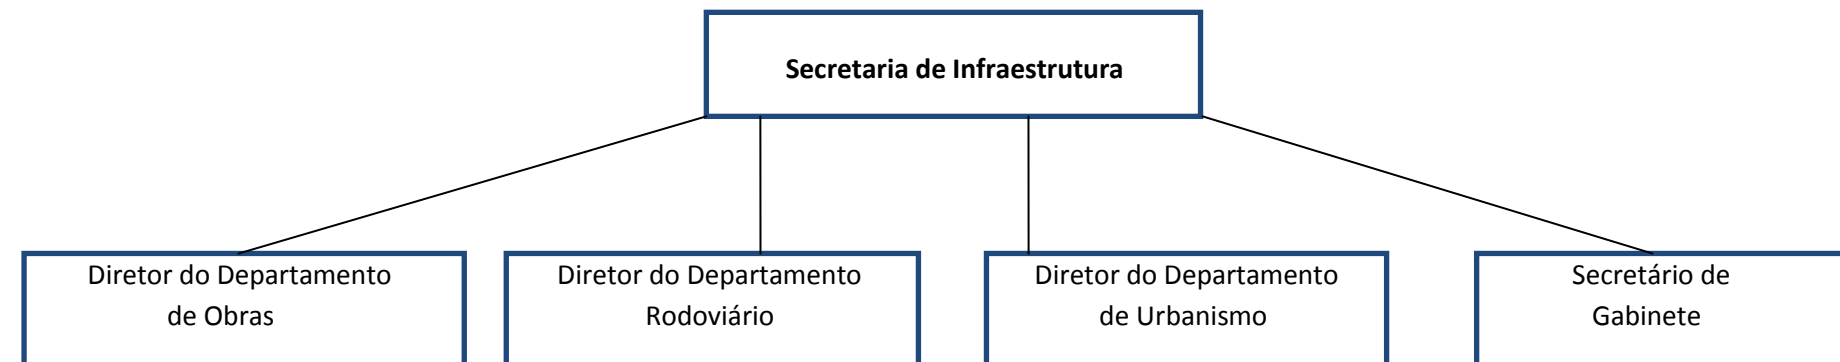 Secretaria de Infraestrutura
Diretor do Departamento
de Obras
Diretor do Departamento
Rodoviário
Diretor do Departamento
de Urbanismo
Secretário de
Gabinete